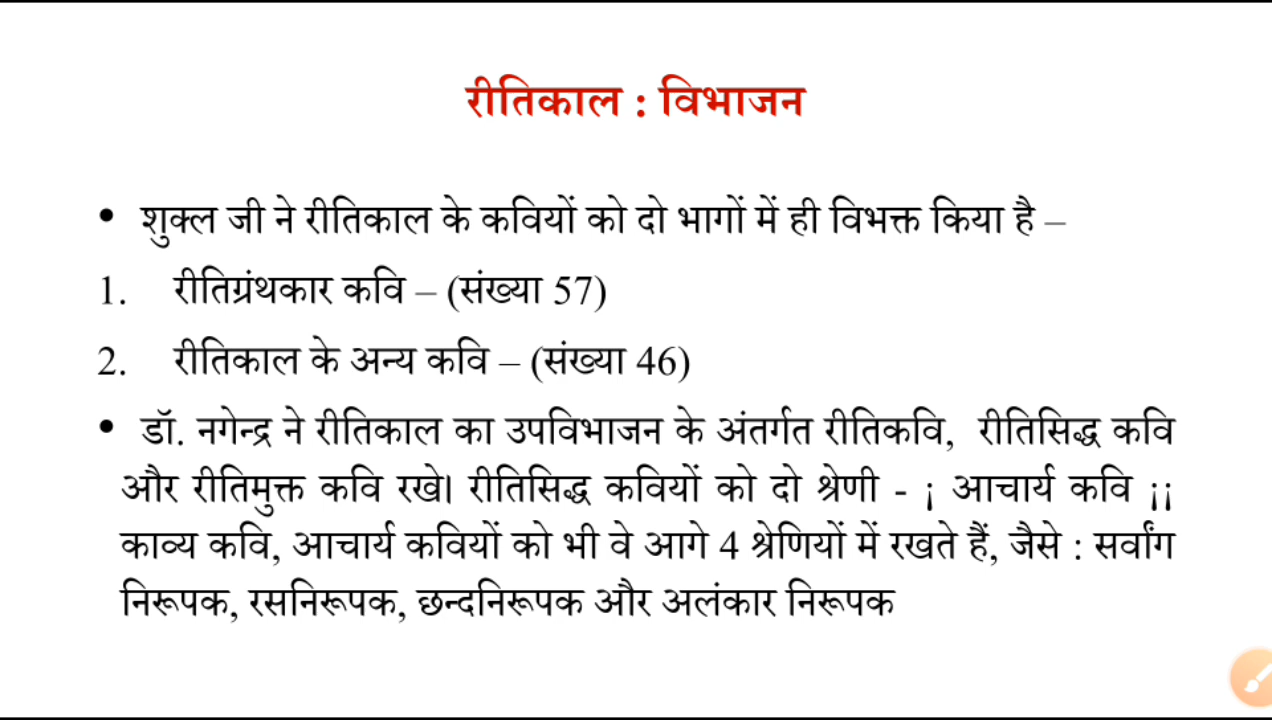 रीतिकाल : विभाजन
• शुक्ल जी ने रीतिकाल के कवियों को दो भागों में ही विभक्त किया है –
1. रीतिग्रंथकार कवि – (संख्या 57)
2. रीतिकाल के अन्य कवि – (संख्या 46)
• डॉ. नगेन्द्र ने रीतिकाल का उपविभाजन के अंतर्गत रीतिकवि, रीतिसिद्ध कवि
और रीतिमुक्त कवि रखे। रीतिसिद्ध कवियों को दो श्रेणी - ¡ आचार्य कवि ¡¡
काव्य कवि, आचार्य कवियों को भी वे आगे 4 श्रेणियों में रखते हैं, जैसे : सर्वांग
निरूपक, रसनिरूपक, छन्दनिरूपक और अलंकार निरूपक